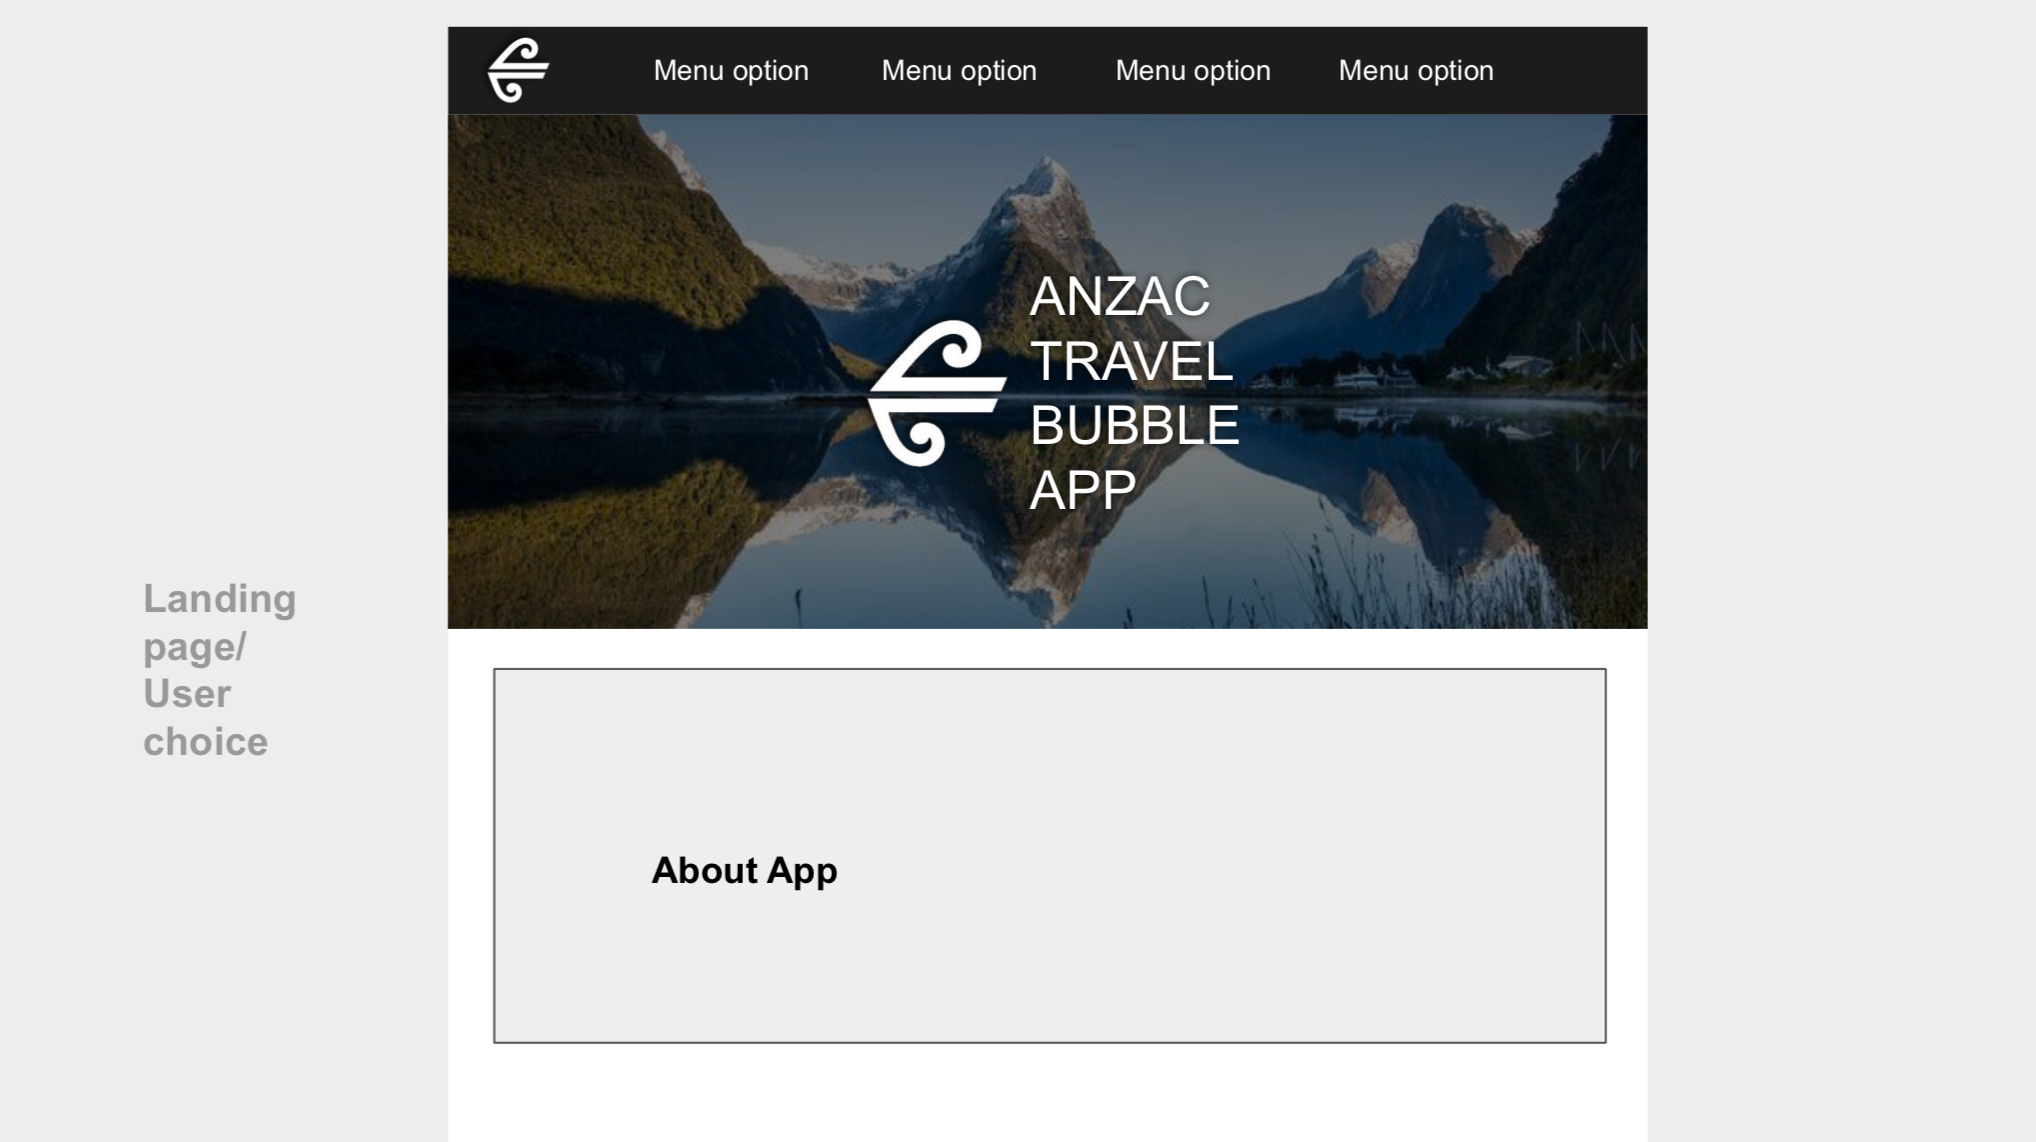 Menu option Menu option Menu option Menu option
ANZAC
TRAVEL
BUBBLE
APP
Landing
page/
User
choice
About App